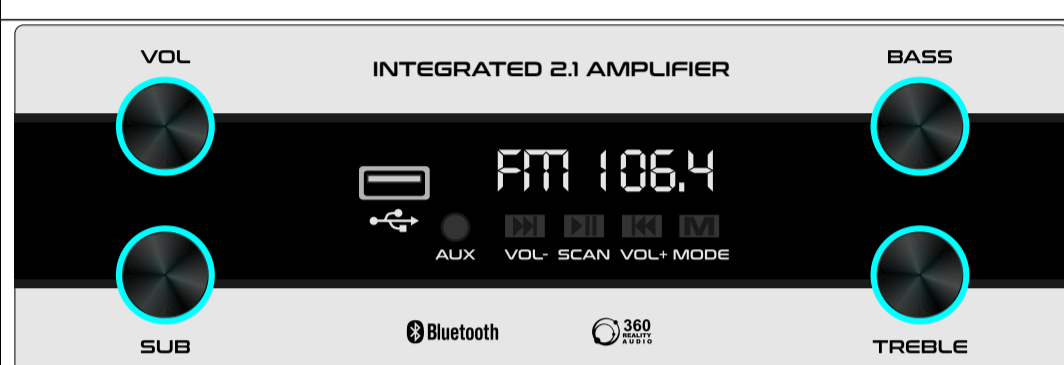 VOL
INTEGRATED 2.1 AMPLIFIER
BASS
FM 106.4
AUX VOL- SCAN VOL+ MODE
M
SUB
Bluetooth
360
REALITY
AUDIO
TREBLE